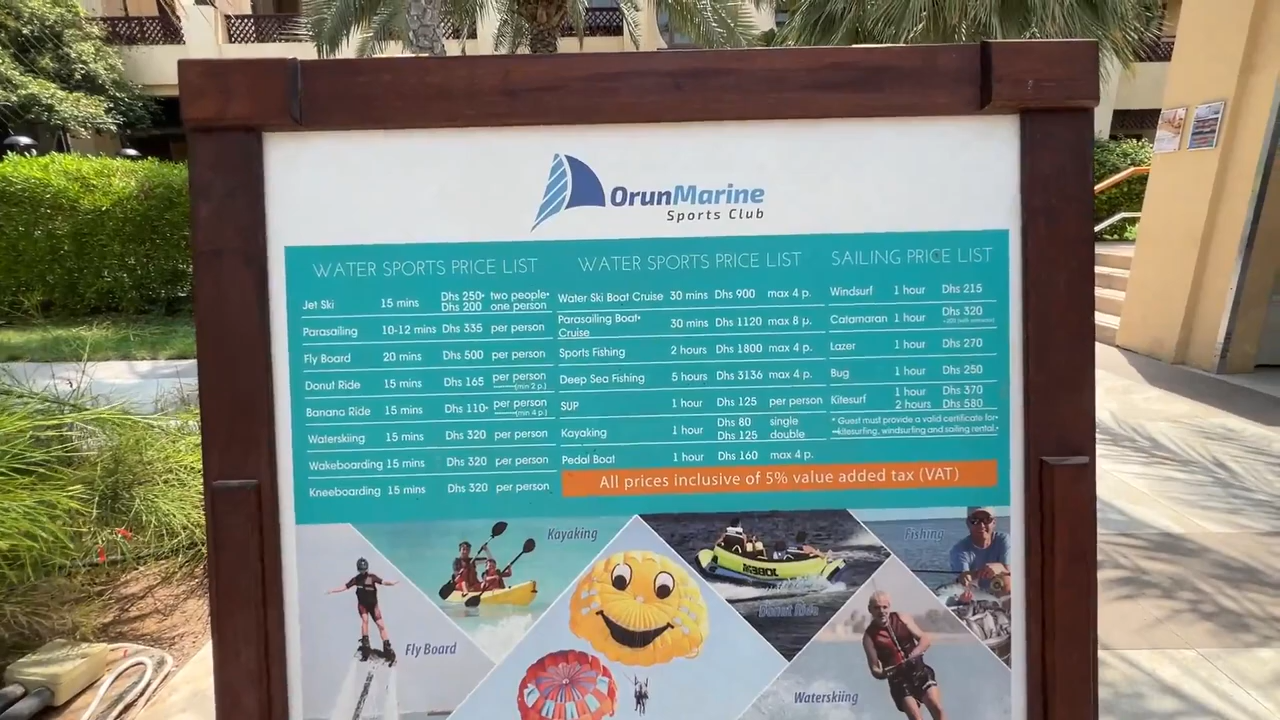 OrunMarine
Sports Club
WATER SPORTS PRICE LIST
Jet Ski 15 mins Dhs 250 two people
Dhs 200 one person
Parasailing 10-12 mins Dhs 335 per person
Fly Board 20 mins Dhs 500 per person
Donut Ride 15 mins Dhs 165 per person
(min 2 p.)
Banana Ride 15 mins Dhs 110 per person
(min 4 p.)
Waterskiing 15 mins Dhs 320 per person
Wakeboarding 15 mins Dhs 320 per person
Kneeboarding 15 mins Dhs 320 per person
WATER SPORTS PRICE LIST
Water Ski Boat Cruise 30 mins Dhs 900 max 4 p.
Parasailing Boat
Cruise 30 mins Dhs 1120 max 8 p.
Sports Fishing 2 hours Dhs 1800 max 4 p.
Deep Sea Fishing 5 hours Dhs 3136 max 4 p.
SUP 1 hour Dhs 125 per person
Kayaking 1 hour Dhs 80 single
Dhs 125 double
Pedal Boat 1 hour Dhs 160 max 4 p.
SAILING PRICE LIST
Windsurf 1 hour Dhs 215
Catamaran 1 hour Dhs 320
Lazer 1 hour Dhs 270
Bug 1 hour Dhs 250
Kitesurf 1 hour Dhs 370
2 hours Dhs 580
* Guest must provide a valid certificate for
kitesurfing, windsurfing and sailing rental.
All prices inclusive of 5% value added tax (VAT)
Kayaking
Fishing
Donut Ride
Fly Board
Waterskiing